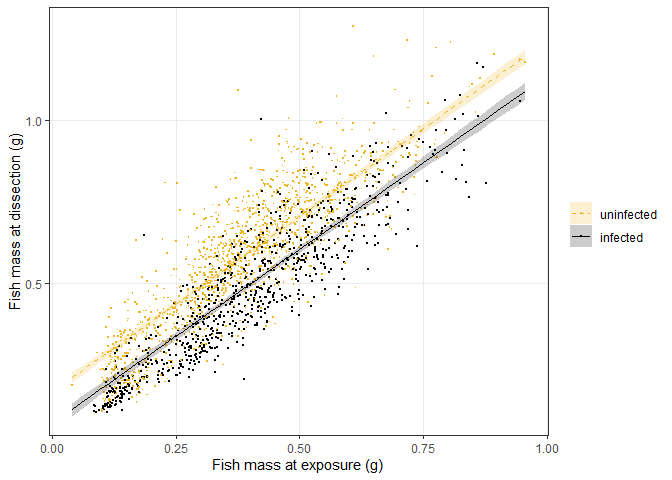 Fish mass at dissection (g)
1.0
0.5
0.00
0.25
0.50
0.75
1.00
Fish mass at exposure (g)
uninfected
infected